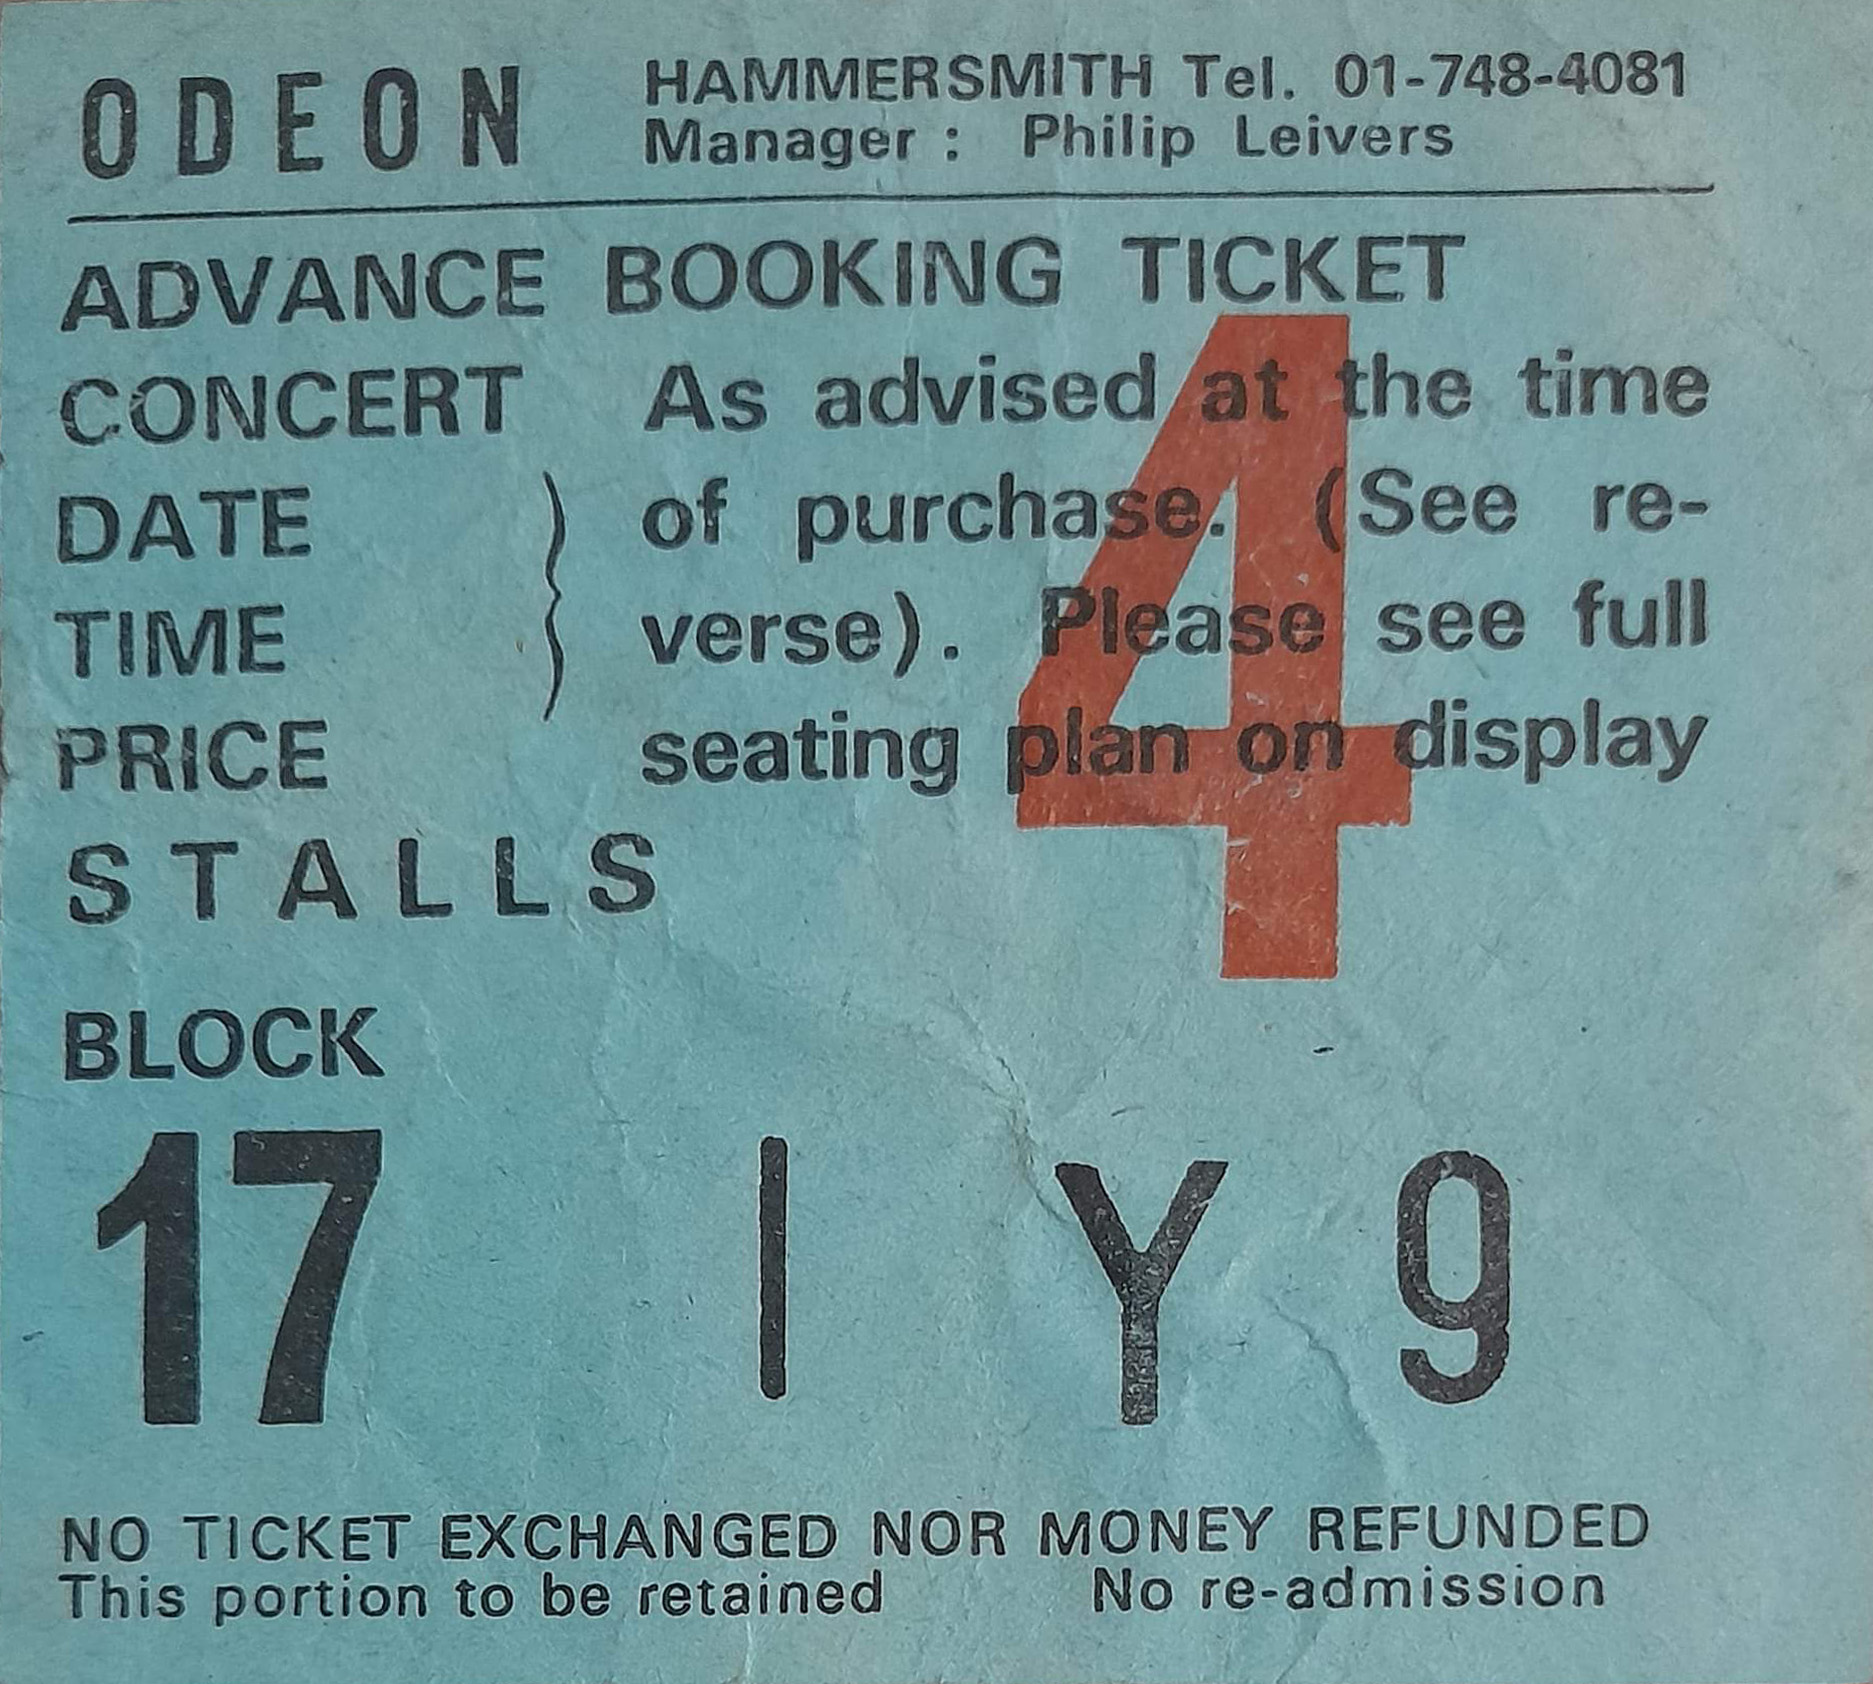 ODEON HAMMERSMITH Tel. 01-748-4081
Manager : Philip Leivers
ADVANCE BOOKING TICKET
CONCERT As advised at the time
DATE of purchase. (See re-
TIME verse). Please see full
PRICE seating plan on display
4
STALLS
BLOCK
17 | Y 9
NO TICKET EXCHANGED NOR MONEY REFUNDED
This portion to be retained No re-admission